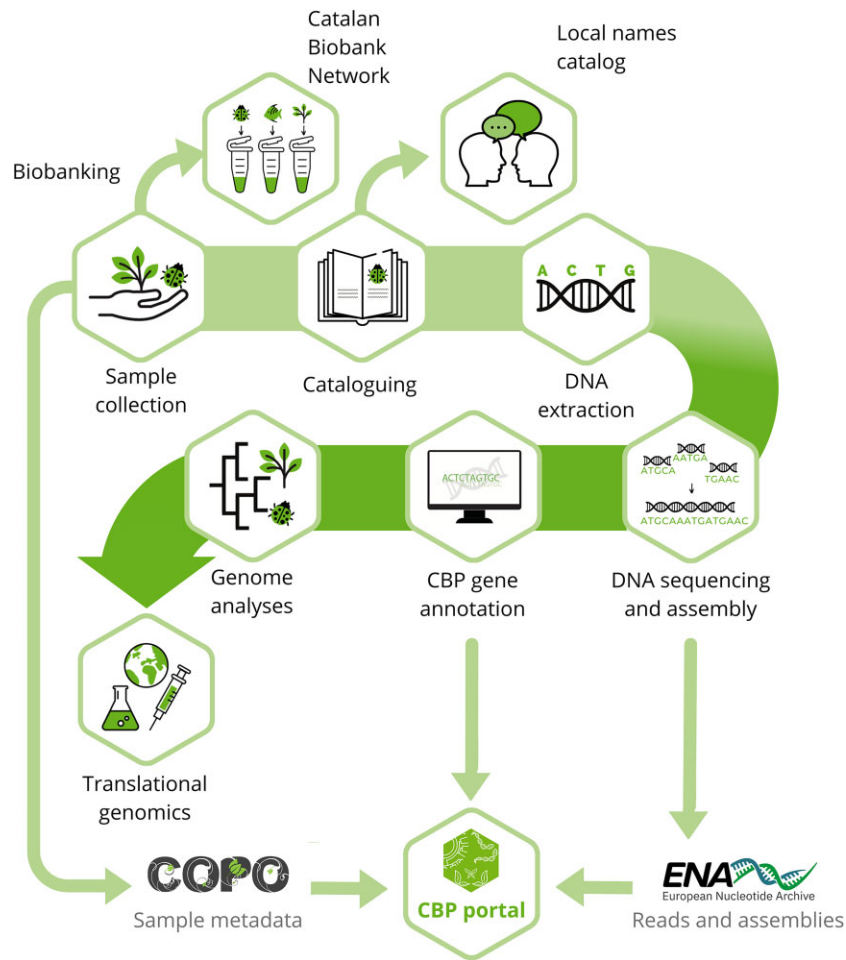 Catalan
Biobank
Network
Local names
catalog
Biobanking
A C T G
Sample
collection
Cataloguing
DNA
extraction
ACTCTAGTGC
AATGA
ATGCA
TGAAC
ATGCAAATGATGAAC
Genome
analyses
CBP gene
annotation
DNA sequencing
and assembly
Translational
genomics
COPO
Sample metadata
CBP portal
ENA
European Nucleotide Archive
Reads and assemblies